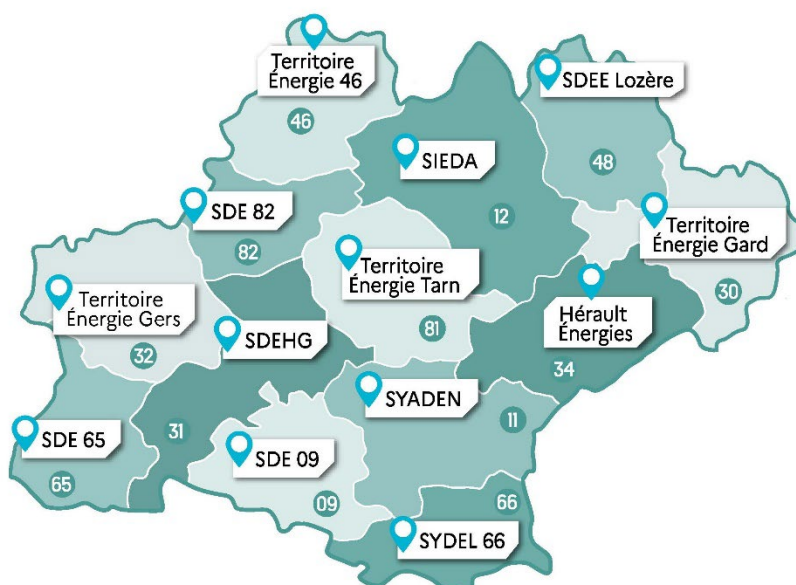 Territoire
Énergie 46
46
SDEE Lozère
48
SIEDA
12
SDE 82
82
Territoire
Énergie Gard
30
Territoire
Énergie Tarn
81
Territoire
Énergie Gers
32
Hérault
Énergies
34
SDEHG
31
SYADEN
11
SDE 65
65
SDE 09
09
66
SYDEL 66